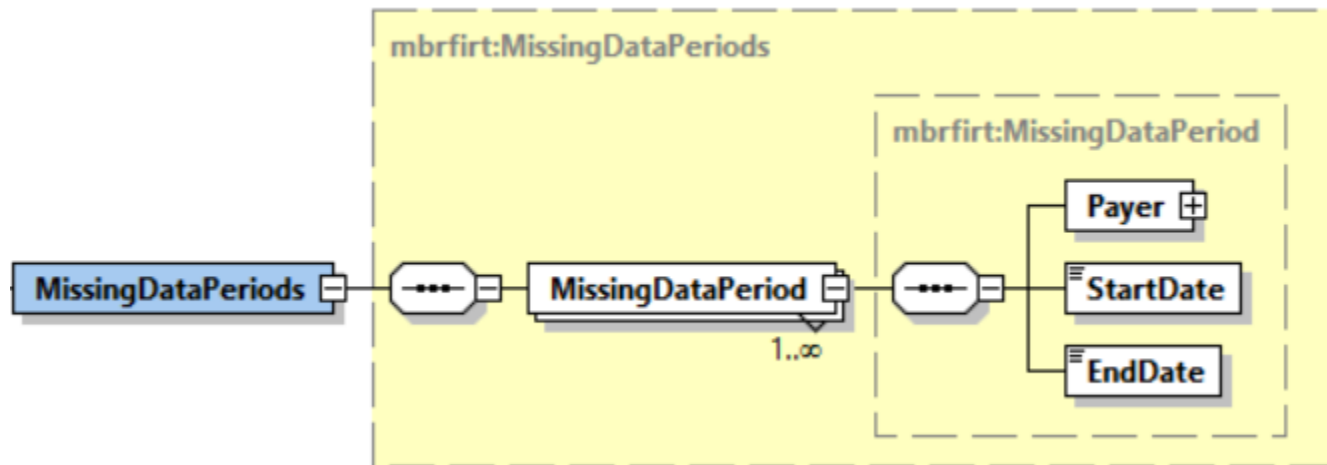 mbrfirt:MissingDataPeriods
mbrfirt:MissingDataPeriod
Payer
MissingDataPeriods
MissingDataPeriod
StartDate
1..∞
EndDate